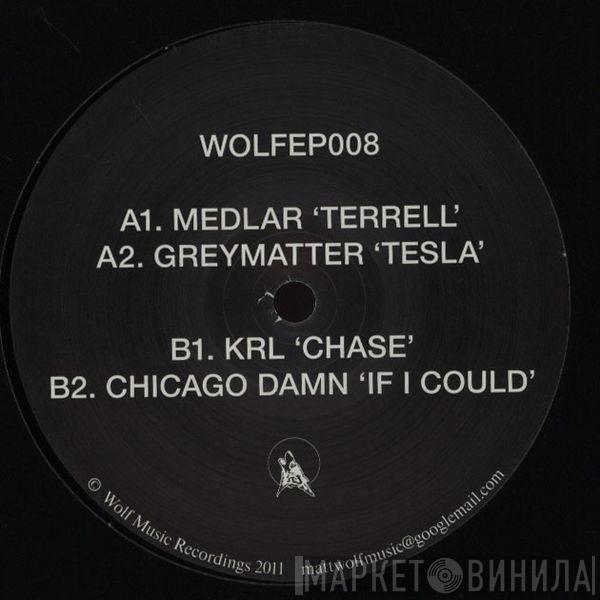 WOLFEP008
A1. MEDLAR ‘TERRELL’
A2. GREYMATTER ‘TESLA’
B1. KRL ‘CHASE’
B2. CHICAGO DAMN ‘IF I COULD’
© Wolf Music Recordings 2011 mattwolfmusic@googlemail.com
МАРКЕТ ВИНИЛА